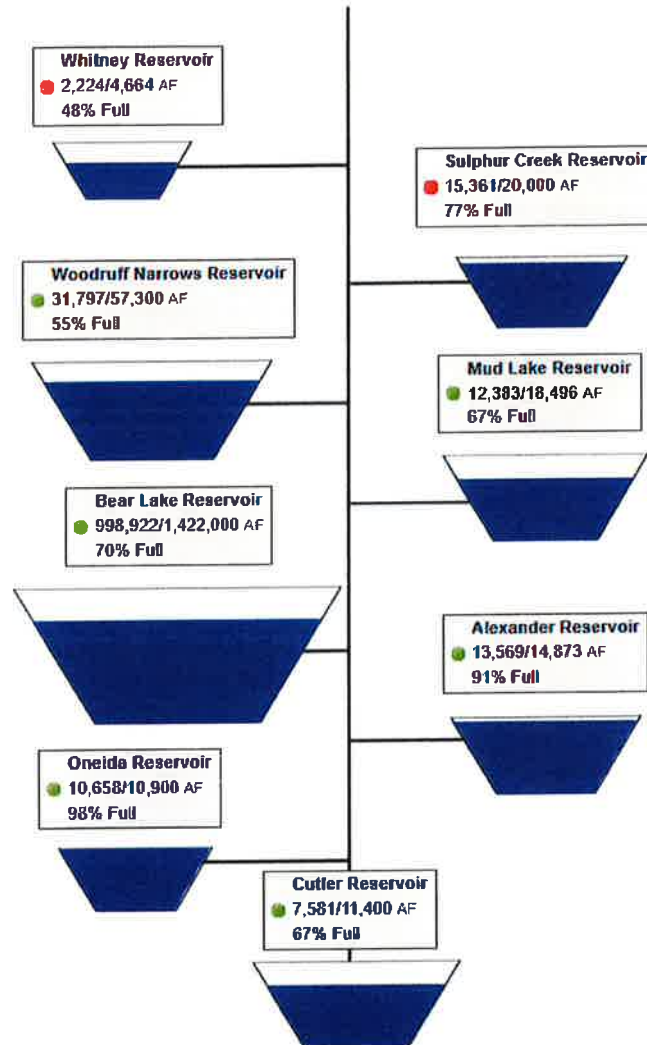 Whitney Reservoir
2,224/4,664 AF
48% Full
Sulphur Creek Reservoir
15,361/20,000 AF
77% Full
Woodruff Narrows Reservoir
31,797/57,300 AF
55% Full
Mud Lake Reservoir
12,383/18,496 AF
67% Full
Bear Lake Reservoir
998,922/1,422,000 AF
70% Full
Alexander Reservoir
13,569/14,873 AF
91% Full
Oneida Reservoir
10,658/10,900 AF
98% Full
Cutler Reservoir
7,581/11,400 AF
67% Full